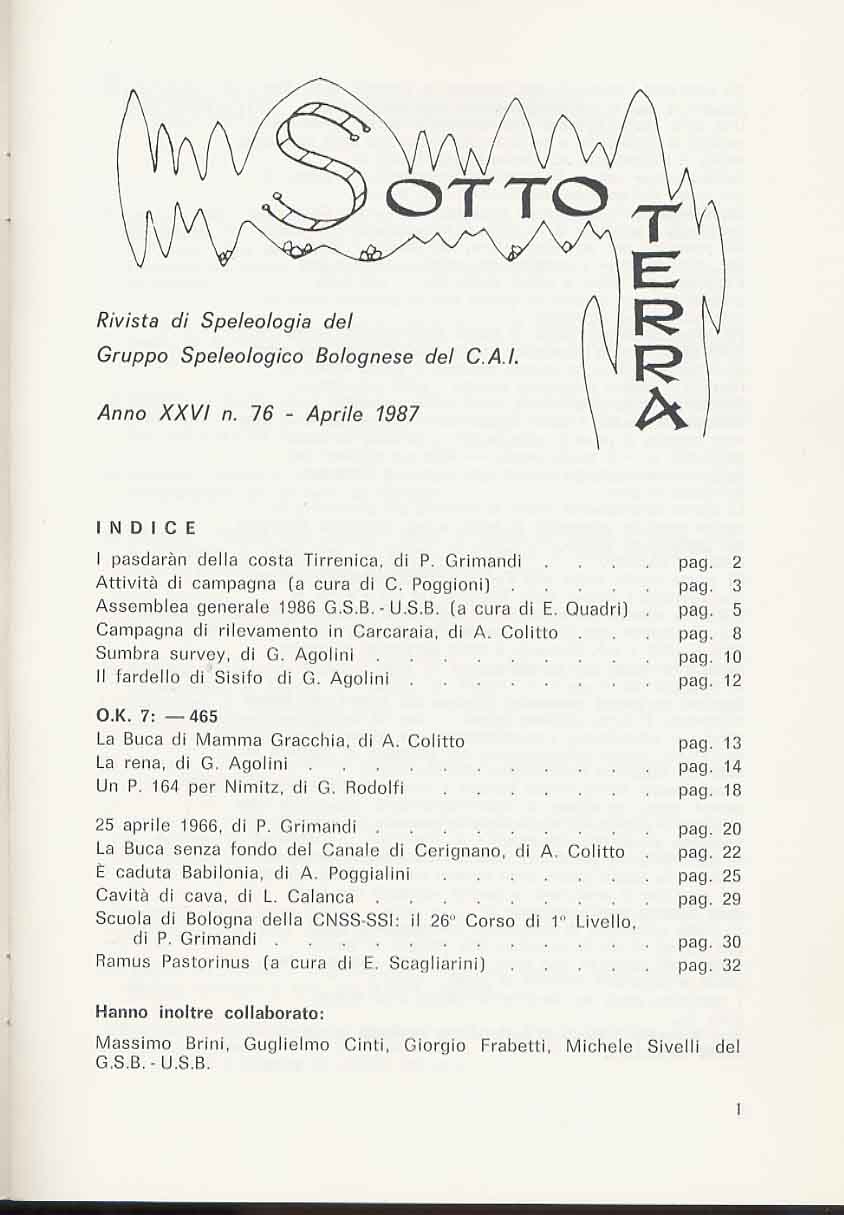 SOTTO
TERRA
Rivista di Speleologia del
Gruppo Speleologico Bolognese del C.A.I.
Anno XXVI n. 76 - Aprile 1987
INDICE
I pasdaràn della costa Tirrenica, di P. Grimandi . . . . pag. 2
Attività di campagna (a cura di C. Poggioni) . . . . . pag. 3
Assemblea generale 1986 G.S.B. - U.S.B. (a cura di E. Quadri) . pag. 5
Campagna di rilevamento in Carcaraia, di A. Colitto . . . pag. 8
Sumbra survey, di G. Agolini . . . . . . . . . pag. 10
Il fardello di Sisifo di G. Agolini . . . . . . . . pag. 12
O.K. 7: — 465
La Buca di Mamma Gracchia, di A. Colitto pag. 13
La rena, di G. Agolini . . . . . . . . . . . pag. 14
Un P. 164 per Nimitz, di G. Rodolfi . . . . . . . pag. 18
25 aprile 1966, di P. Grimandi . . . . . . . . . pag. 20
La Buca senza fondo del Canale di Cerignano, di A. Colitto . pag. 22
È caduta Babilonia, di A. Poggialini . . . . . . . pag. 25
Cavità di cava, di L. Calanca . . . . . . . . . pag. 29
Scuola di Bologna della CNSS-SSI: il 26º Corso di 1º Livello,
di P. Grimandi . . . . . . . . . . . . pag. 30
Ramus Pastorinus (a cura di E. Scagliarini) . . . . . pag. 32
Hanno inoltre collaborato:
Massimo Brini, Guglielmo Cinti, Giorgio Frabetti, Michele Sivelli del
G.S.B. - U.S.B.
1